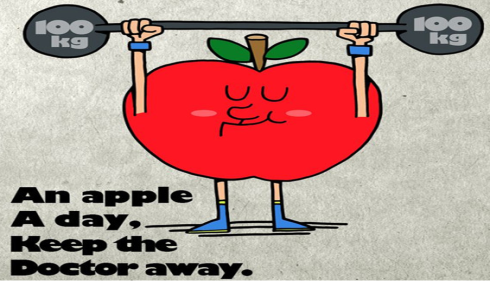 100
kg
100
kg
An apple
A day,
Keep the
Doctor away.